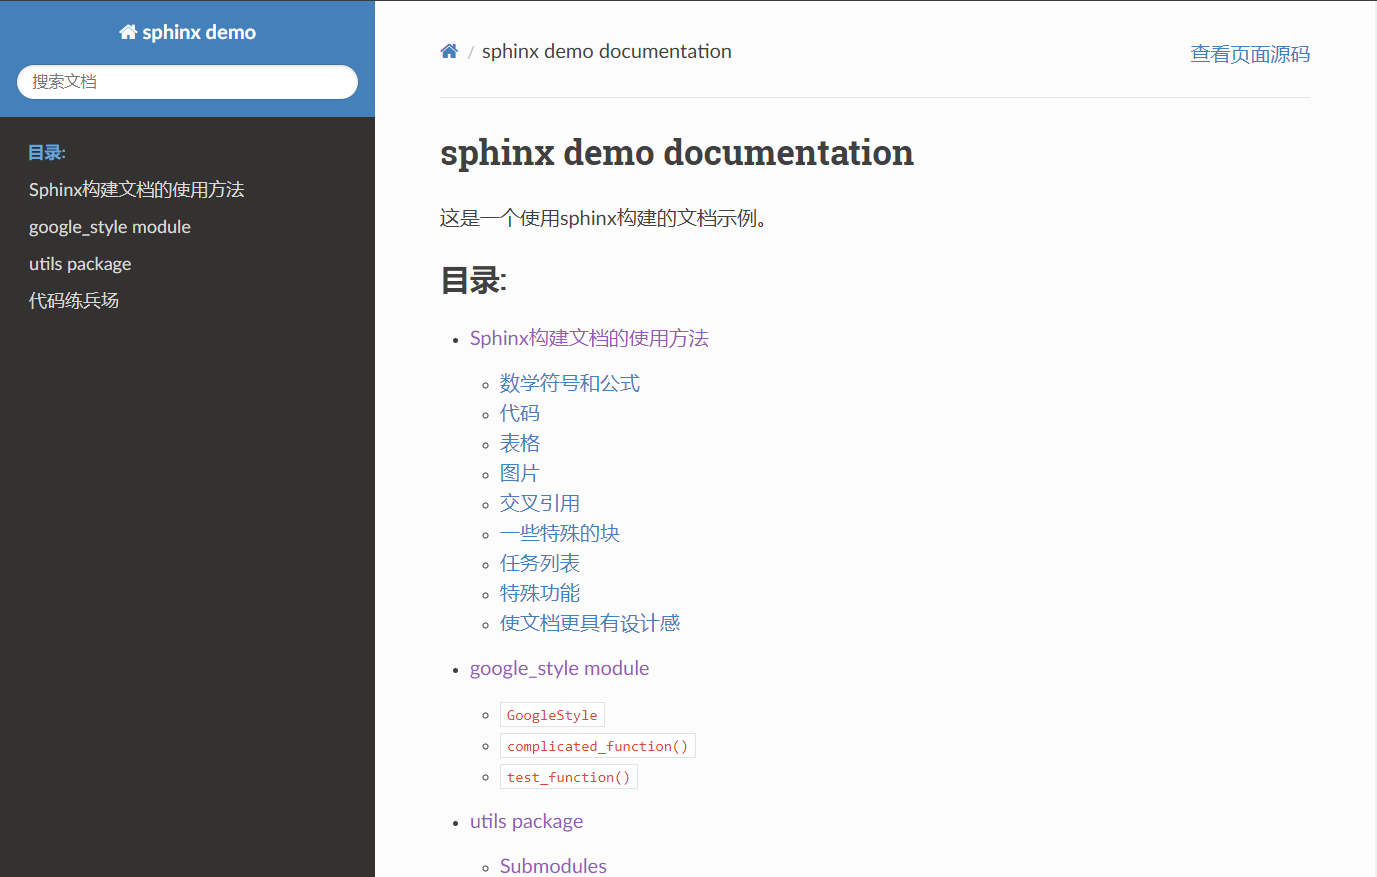 sphinx demo
搜索文档
目录:
Sphinx构建文档的使用方法
google_style module
utils package
代码练兵场
/ sphinx demo documentation
查看页面源码
sphinx demo documentation
这是一个使用sphinx构建的文档示例。
目录:
Sphinx构建文档的使用方法
数学符号和公式
代码
表格
图片
交叉引用
一些特殊的块
任务列表
特殊功能
使文档更具有设计感
google_style module
GoogleStyle
complicated_function()
test_function()
utils package
Submodules